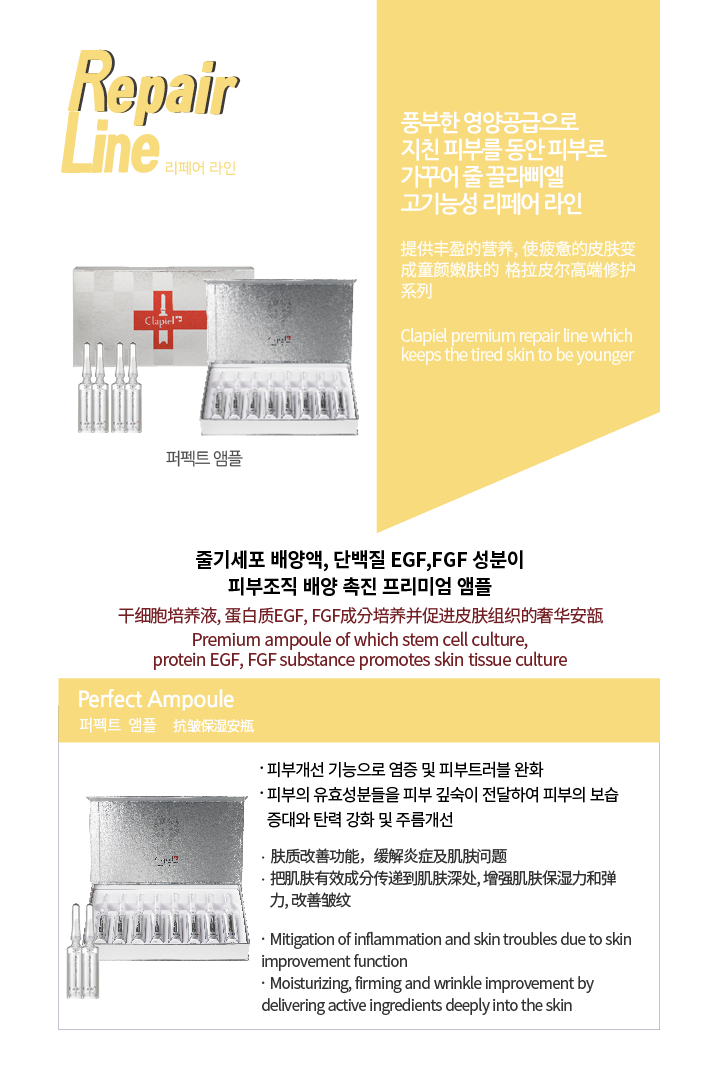 Repair
Line 리페어 라인
풍부한 영양공급으로
지친 피부를 동안 피부로
가꾸어 줄 끌라삐엘
고기능성 리페어 라인
提供丰盈的营养, 使疲惫的皮肤变
成童颜嫩肤的 格拉皮尔高端修护
系列
Clapiel premium repair line which
keeps the tired skin to be younger
Clapiel
Clapiel
퍼펙트 앰플
줄기세포 배양액, 단백질 EGF,FGF 성분이
피부조직 배양 촉진 프리미엄 앰플
干细胞培养液, 蛋白质EGF, FGF成分培养并促进皮肤组织的奢华安瓿
Premium ampoule of which stem cell culture,
protein EGF, FGF substance promotes skin tissue culture
Perfect Ampoule
퍼펙트 앰플 抗皱保湿安瓶
· 피부개선 기능으로 염증 및 피부트러블 완화
· 피부의 유효성분들을 피부 깊숙이 전달하여 피부의 보습
증대와 탄력 강화 및 주름개선
· 肤质改善功能，缓解炎症及肌肤问题
· 把肌肤有效成分传递到肌肤深处, 增强肌肤保湿力和弹
力, 改善皱纹
· Mitigation of inflammation and skin troubles due to skin
improvement function
· Moisturizing, firming and wrinkle improvement by
delivering active ingredients deeply into the skin